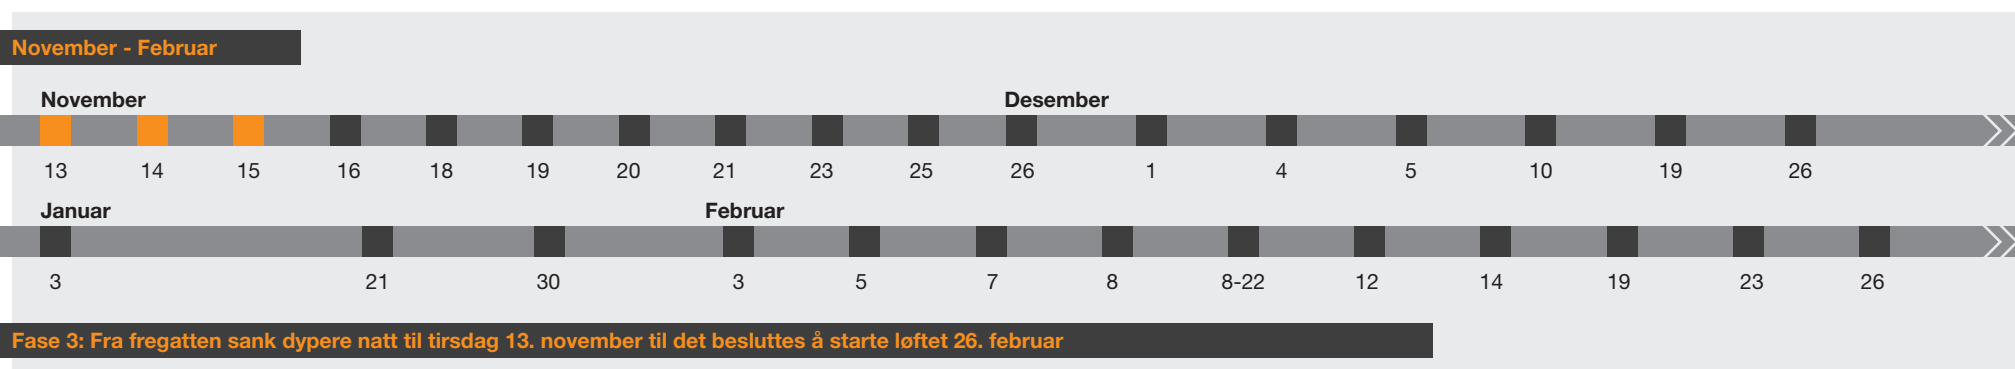 November - Februar
November Desember
13 14 15 16 18 19 20 21 23 25 26 1 4 5 10 19 26
Januar Februar
3 21 30 3 5 7 8 8-22 12 14 19 23 26
Fase 3: Fra fregatten sank dypere natt til tirsdag 13. november til det besluttes å starte løftet 26. februar